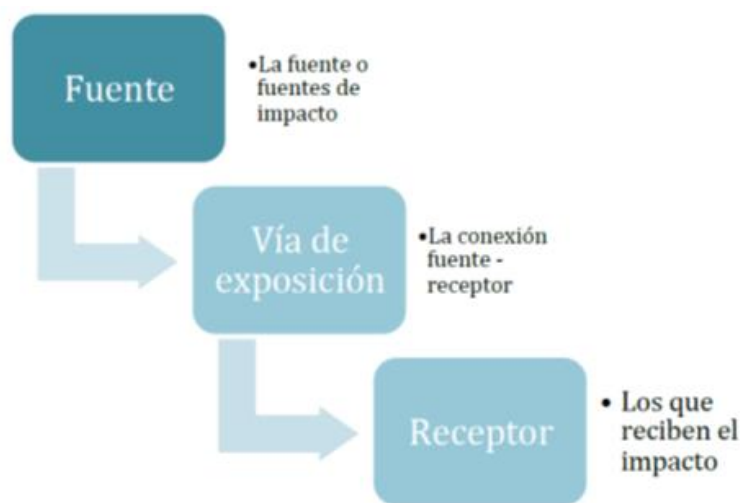 Fuente
•La fuente o
fuentes de
impacto
Vía de
exposición
•La conexión
fuente -
receptor
Receptor
• Los que
reciben el
impacto